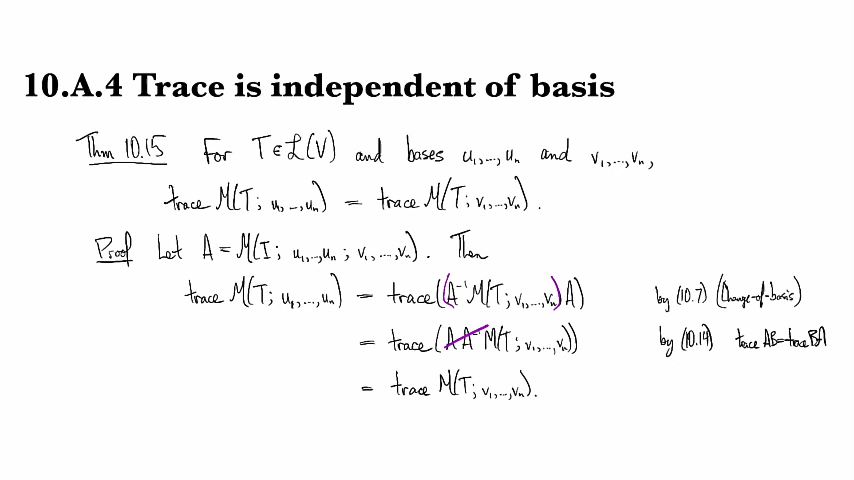 10.A.4 Trace is independent of basis
Thm 10.15 For T∈ℒ(V) and bases u₁,...,uₙ and v₁,...,vₙ,
trace M(T; u₁,...,uₙ) = trace M(T; v₁,...,vₙ).
Proof Let A = M(I; u₁,...,uₙ; v₁,...,vₙ). Then
trace M(T; u₁,...,uₙ) = trace((A⁻¹M(T; v₁,...,vₙ))A) by (10.7) (Change-of-basis)
= trace(AA⁻¹M(T; v₁,...,vₙ)) by (10.14) trace AB=trace BA
= trace M(T; v₁,...,vₙ).